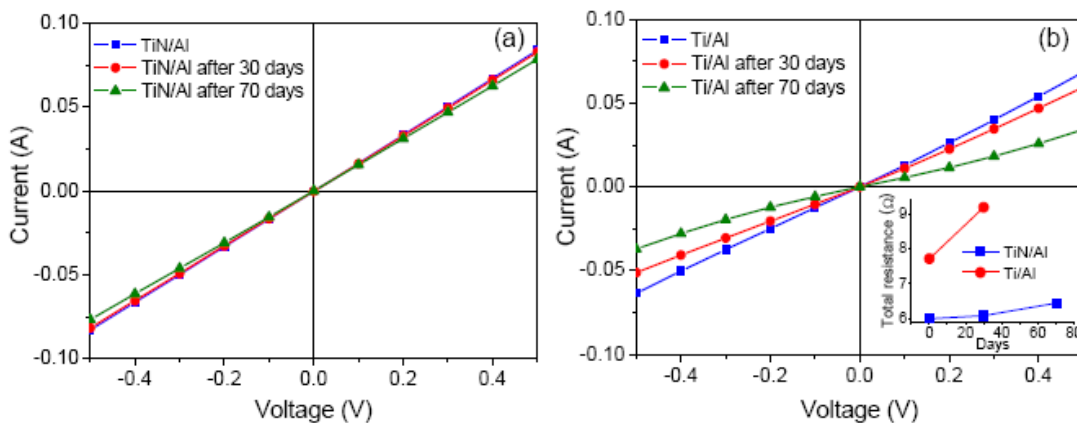 (a)
TiN/Al
TiN/Al after 30 days
TiN/Al after 70 days
0.10
0.05
0.00
-0.05
-0.10
Current (A)
-0.4
-0.2
0.0
0.2
0.4
Voltage (V)
(b)
Ti/Al
Ti/Al after 30 days
Ti/Al after 70 days
0.10
0.05
0.00
-0.05
-0.10
Current (A)
-0.4
-0.2
0.0
0.2
0.4
Voltage (V)
Total resistance (Ω)
9
8
7
6
TiN/Al
Ti/Al
0
20
40
60
80
Days